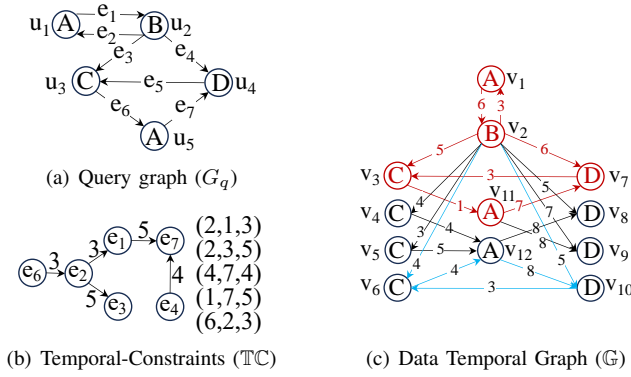 e₁
u₁ A B u₂
e₂
e₃ e₄
u₃ C e₅ D u₄
e₆ e₇
A u₅
(a) Query graph (G_q)
e₁ 5 e₇ (2,1,3)
3 (2,3,5)
e₆ 3 e₂ 4 (4,7,4)
5 (1,7,5)
e₃ e₄ (6,2,3)
(b) Temporal-Constraints (𝕋ℂ)
A v₁
6 3
B v₂
5 6
v₃ C 3 D v₇
v₁₁
1 A 7 5
v₄ C 4 4 8 D v₈
3 8 7
v₅ C 5 A v₁₂ D v₉
4 4 8 5
v₆ C 3 D v₁₀
(c) Data Temporal Graph (𝔾)